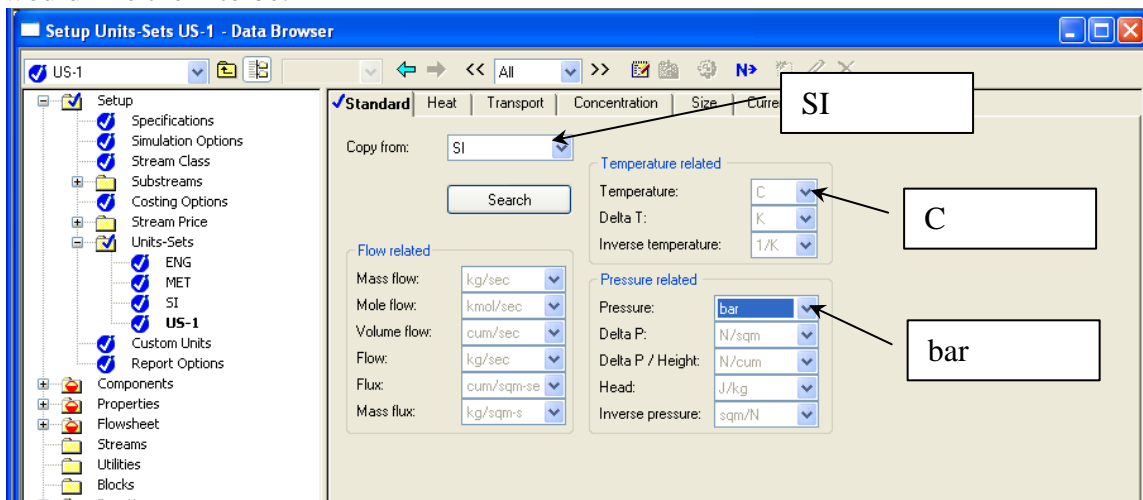 Setup Units-Sets US-1 - Data Browser
US-1 << All >> N>
Setup
Specifications
Simulation Options
Stream Class
Substreams
Costing Options
Stream Price
Units-Sets
ENG
MET
SI
US-1
Custom Units
Report Options
Components
Properties
Flowsheet
Streams
Utilities
Blocks
Standard Heat Transport Concentration Size
Copy from: SI
Search
SI
Temperature related
Temperature: C
Delta T: K
Inverse temperature: 1/K
C
Flow related
Mass flow: kg/sec
Mole flow: kmol/sec
Volume flow: cum/sec
Flow: kg/sec
Flux: cum/sqm-se
Mass flux: kg/sqm-s
Pressure related
Pressure: bar
Delta P: N/sqm
Delta P / Height: N/cum
Head: J/kg
Inverse pressure: sqm/N
bar